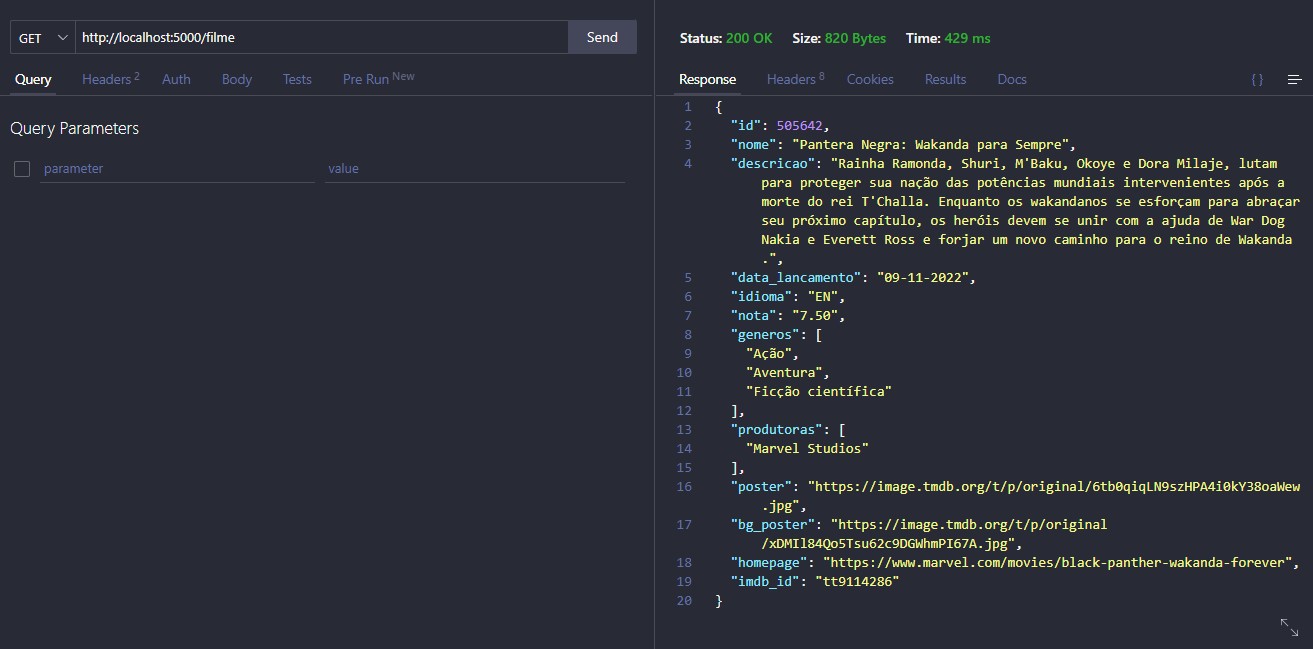 GET http://localhost:5000/filme Send
Query Headers 2 Auth Body Tests Pre Run New
Query Parameters
parameter value
Status: 200 OK Size: 820 Bytes Time: 429 ms
Response Headers 8 Cookies Results Docs { }
1 {
2 "id": 505642,
3 "nome": "Pantera Negra: Wakanda para Sempre",
4 "descricao": "Rainha Ramonda, Shuri, M'Baku, Okoye e Dora Milaje, lutam
para proteger sua nação das potências mundiais intervenientes após a
morte do rei T'Challa. Enquanto os wakandanos se esforçam para abraçar
seu próximo capítulo, os heróis devem se unir com a ajuda de War Dog
Nakia e Everett Ross e forjar um novo caminho para o reino de Wakanda
.",
5 "data_lancamento": "09-11-2022",
6 "idioma": "EN",
7 "nota": "7.50",
8 "generos": [
9 "Ação",
10 "Aventura",
11 "Ficção científica"
12 ],
13 "produtoras": [
14 "Marvel Studios"
15 ],
16 "poster": "https://image.tmdb.org/t/p/original/6tb0qiqLN9szHPA4i0kY38oaWew
.jpg",
17 "bg_poster": "https://image.tmdb.org/t/p/original
/xDMIl84Qo5Tsu62c9DGWhmPI67A.jpg",
18 "homepage": "https://www.marvel.com/movies/black-panther-wakanda-forever",
19 "imdb_id": "tt9114286"
20 }